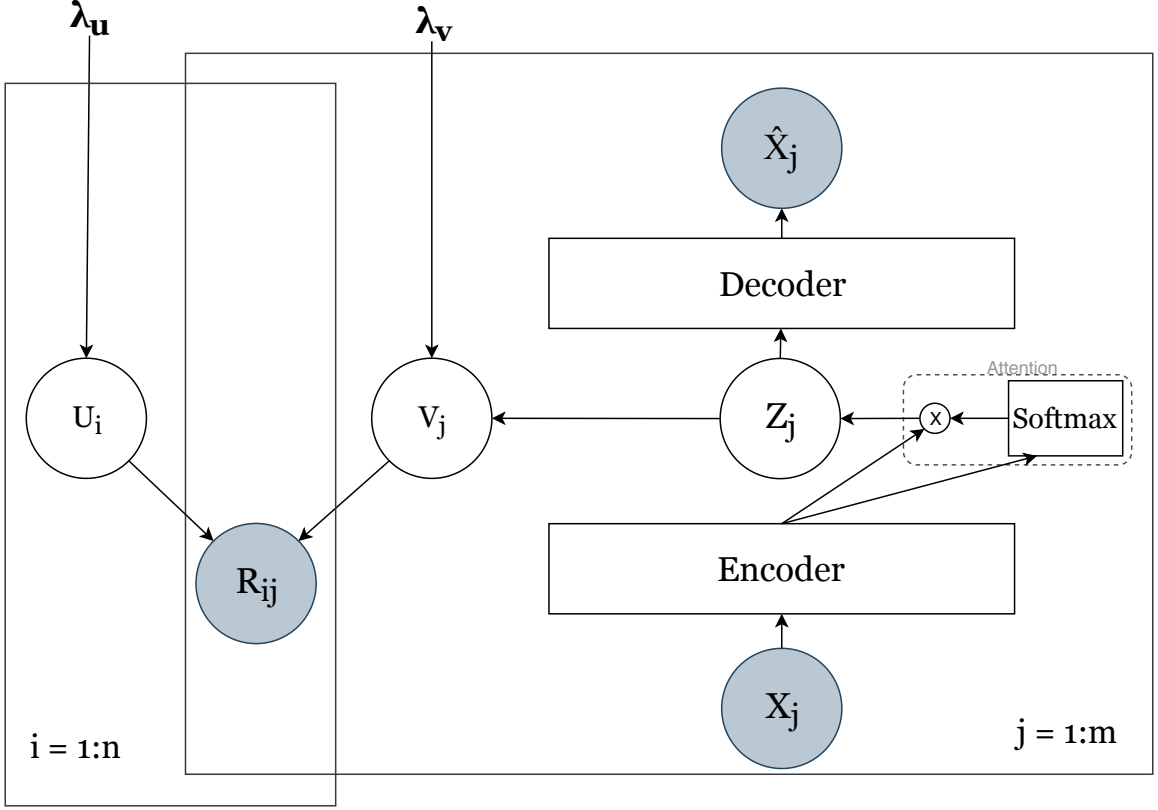 λu
λv
X̂j
Decoder
Attention
Ui
Vj
Zj
X
Softmax
Rij
Encoder
Xj
i = 1:n
j = 1:m